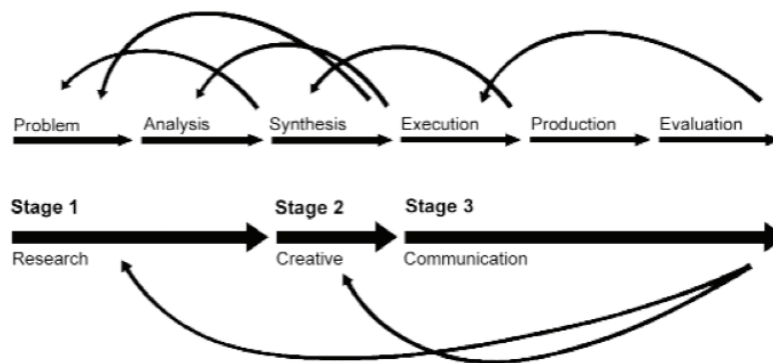 Problem Analysis Synthesis Execution Production Evaluation
Stage 1 Stage 2 Stage 3
Research Creative Communication